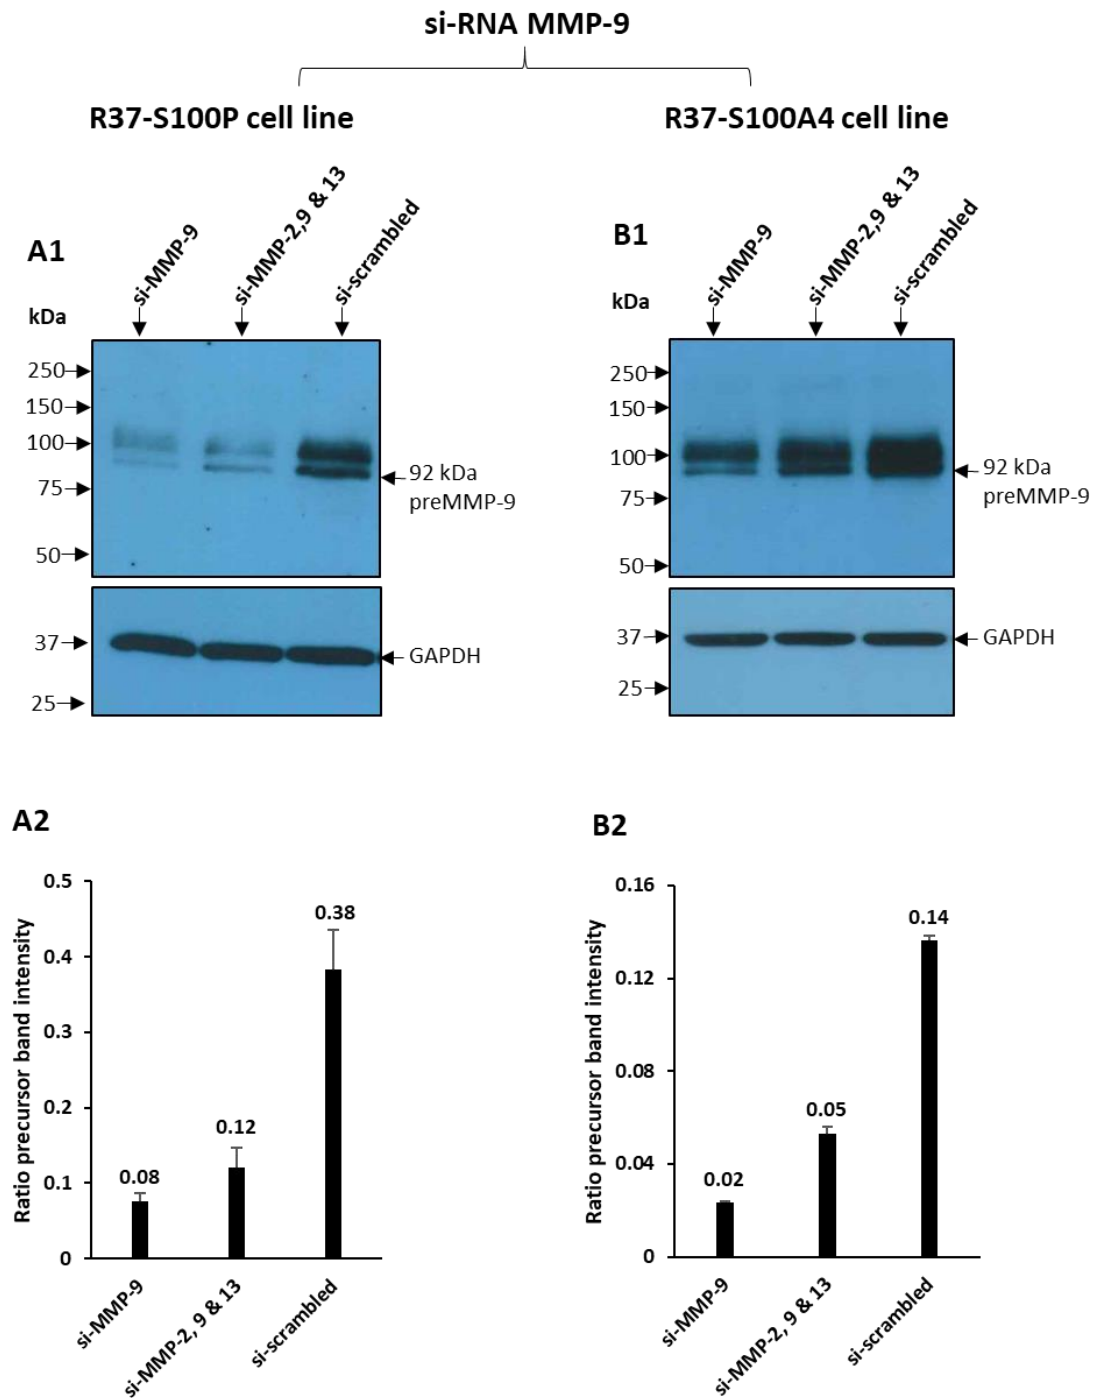 si-RNA MMP-9
R37-S100P cell line
R37-S100A4 cell line
A1
si-MMP-9
si-MMP-2,9 & 13
si-scrambled
kDa
250
150
100
75
50
92 kDa
preMMP-9
37
25
GAPDH
B1
si-MMP-9
si-MMP-2,9 & 13
si-scrambled
kDa
250
150
100
75
50
92 kDa
preMMP-9
37
25
GAPDH
A2
Ratio precursor band intensity
0.5
0.4
0.3
0.2
0.1
0
0.08
0.12
0.38
si-MMP-9
si-MMP-2, 9 & 13
si-scrambled
B2
Ratio precursor band intensity
0.16
0.12
0.08
0.04
0
0.02
0.05
0.14
si-MMP-9
si-MMP-2, 9 & 13
si-scrambled